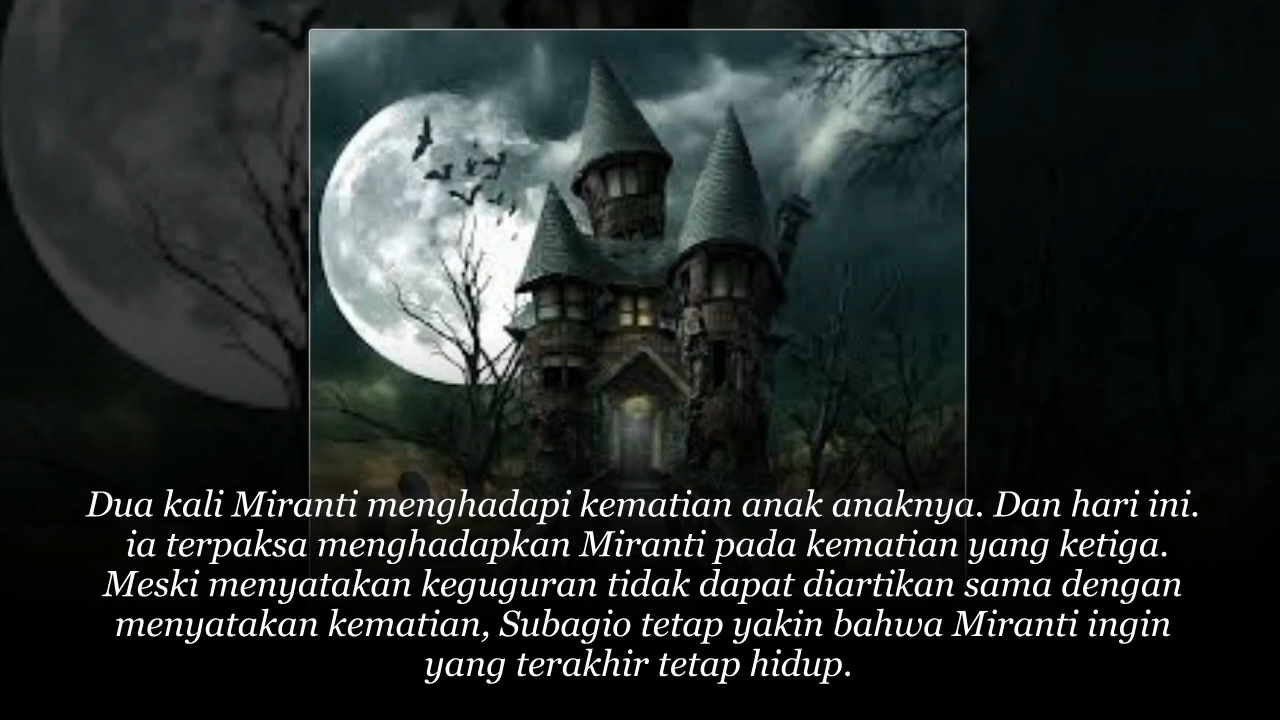 Dua kali Miranti menghadapi kematian anak anaknya. Dan hari ini.
ia terpaksa menghadapkan Miranti pada kematian yang ketiga.
Meski menyatakan keguguran tidak dapat diartikan sama dengan
menyatakan kematian, Subagio tetap yakin bahwa Miranti ingin
yang terakhir tetap hidup.